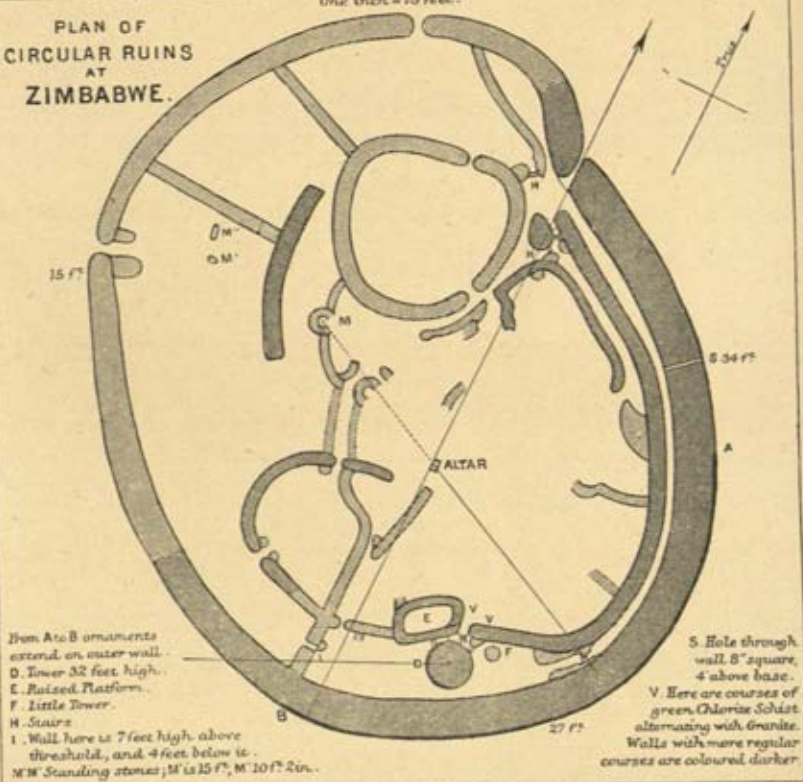 PLAN OF
CIRCULAR RUINS
AT
ZIMBABWE.
True
H
M"
M'
K
15 ft.
M
S 34 ft.
A
ALTAR
E
V
V
F
D
B
27 ft.
From A to B ornaments
extend on outer wall.
D. Tower 32 feet high.
E. Raised Platform.
F. Little Tower.
H. Stairs
1. Wall here is 7 feet high above
threshold, and 4 feet below it.
M'M" Standing stones; M' is 15 ft., M" 10 ft. 2 in.
S. Hole through
wall 8" square,
4' above base.
V. Here are courses of
green Chlorite Schist
alternating with Granite.
Walls with more regular
courses are coloured darker